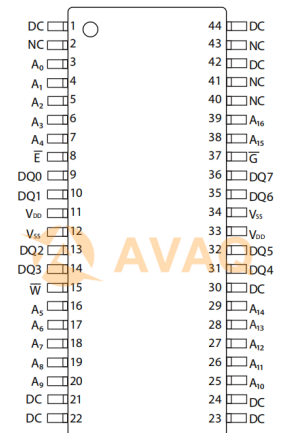 DC 1 44 DC
NC 2 43 NC
A₀ 3 42 DC
A₁ 4 41 NC
A₂ 5 40 NC
A₃ 6 39 A₁₆
A₄ 7 38 A₁₅
E̅ 8 37 G̅
DQ0 9 36 DQ7
DQ1 10 35 DQ6
V_DD 11 34 V_SS
V_SS 12 33 V_DD
DQ2 13 32 DQ5
DQ3 14 31 DQ4
AVAQ
W̅ 15 30 DC
A₅ 16 29 A₁₄
A₆ 17 28 A₁₃
A₇ 18 27 A₁₂
A₈ 19 26 A₁₁
A₉ 20 25 A₁₀
DC 21 24 DC
DC 22 23 DC